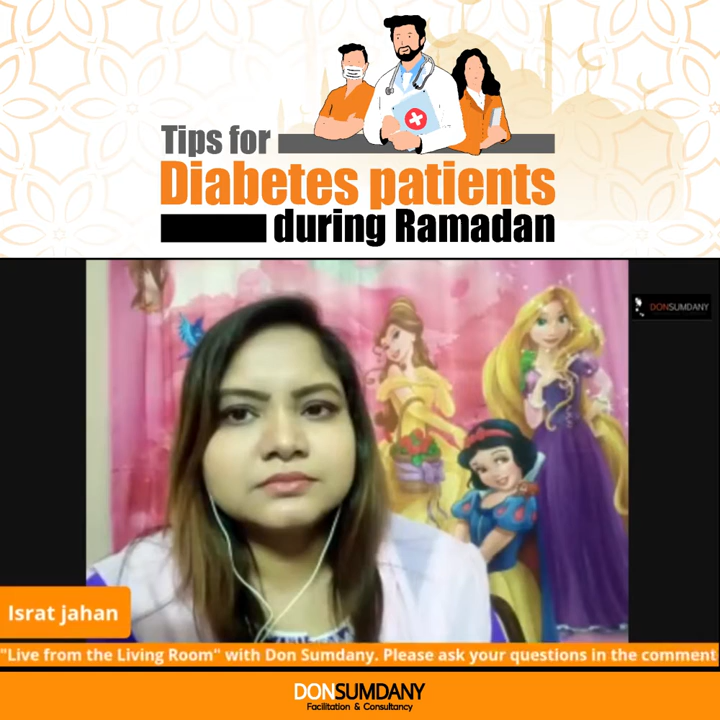 Tips for
Diabetes patients
during Ramadan
DONSUMDANY
Israt jahan
"Live from the Living Room" with Don Sumdany. Please ask your questions in the comment
DONSUMDANY
Facilitation & Consultancy